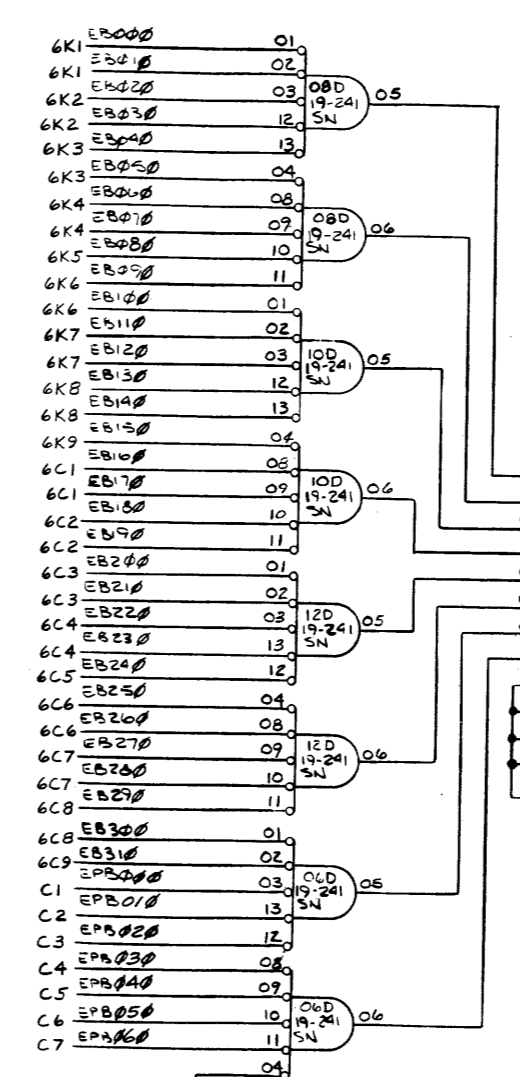 6K1 EB000 01
6K1 EB010 02
08D
6K2 EB020 03 19-241 05
6K2 EB030 12 SN
6K3 EB040 13
6K3 EB050 04
6K4 EB060 08
08D
6K4 EB070 09 19-241 06
6K5 EB080 10 SN
6K6 EB090 11
6K6 EB100 01
6K7 EB110 02
10D
6K7 EB120 03 19-241 05
6K8 EB130 12 SN
6K8 EB140 13
6K9 EB150 04
6C1 EB160 08
10D
6C1 EB170 09 19-241 06
6C2 EB180 10 SN
6C2 EB190 11
6C3 EB200 01
6C3 EB210 02
12D
6C4 EB220 03 19-241 05
6C4 EB230 13 SN
6C5 EB240 12
6C6 EB250 04
6C6 EB260 08
12D
6C7 EB270 09 19-241 06
6C7 EB280 10 SN
6C8 EB290 11
6C8 EB300 01
6C9 EB310 02
06D
C1 EPB000 03 19-241 05
C2 EPB010 13 SN
C3 EPB020 12
C4 EPB030 08
C5 EPB040 09
06D
C6 EPB050 10 19-241 06
C7 EPB060 11 SN
04